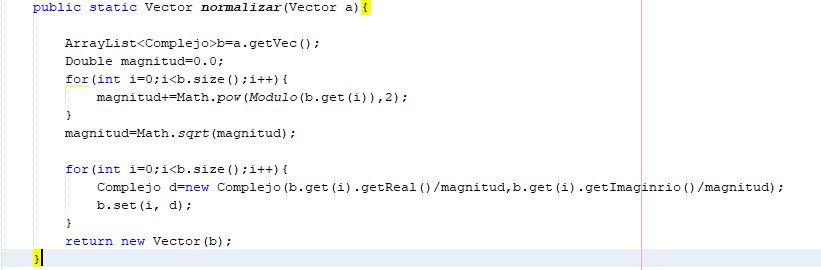 public static Vector normalizar(Vector a){
ArrayList<Complejo>b=a.getVec();
Double magnitud=0.0;
for(int i=0;i<b.size();i++){
magnitud+=Math.pow(Modulo(b.get(i)),2);
}
magnitud=Math.sqrt(magnitud);
for(int i=0;i<b.size();i++){
Complejo d=new Complejo(b.get(i).getReal()/magnitud,b.get(i).getImaginrio()/magnitud);
b.set(i, d);
}
return new Vector(b);
}